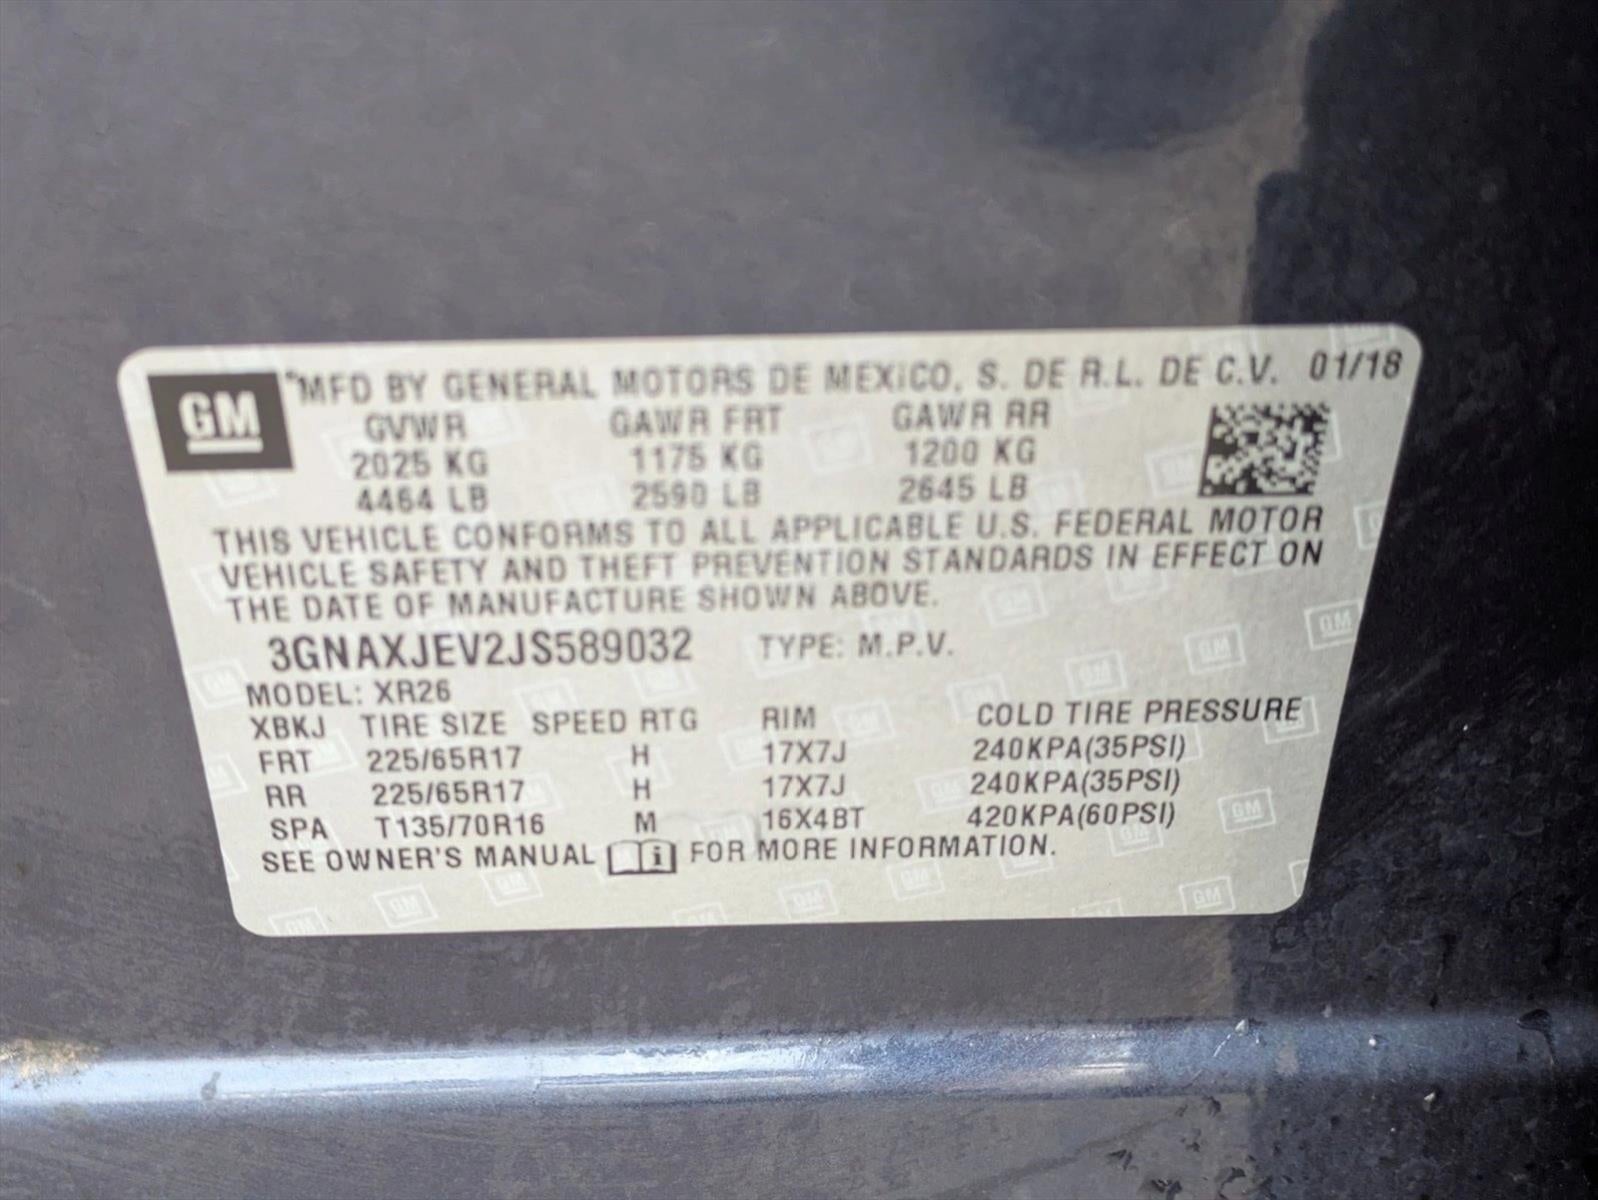 GM
MFD BY GENERAL MOTORS DE MEXICO, S. DE R.L. DE C.V. 01/18
GVWR GAWR FRT GAWR RR
2025 KG 1175 KG 1200 KG
4464 LB 2590 LB 2645 LB
THIS VEHICLE CONFORMS TO ALL APPLICABLE U.S. FEDERAL MOTOR
VEHICLE SAFETY AND THEFT PREVENTION STANDARDS IN EFFECT ON
THE DATE OF MANUFACTURE SHOWN ABOVE.
3GNAXJEV2JS589032 TYPE: M.P.V.
MODEL: XR26
XBKJ TIRE SIZE SPEED RTG RIM COLD TIRE PRESSURE
FRT 225/65R17 H 17X7J 240KPA(35PSI)
RR 225/65R17 H 17X7J 240KPA(35PSI)
SPA T135/70R16 M 16X4BT 420KPA(60PSI)
SEE OWNER'S MANUAL FOR MORE INFORMATION.